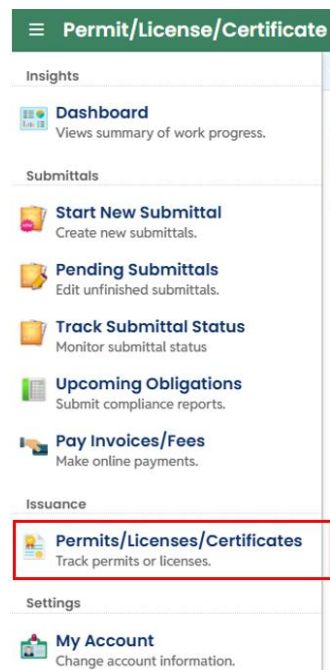 ≡ Permit/License/Certificate
Insights
Dashboard
Views summary of work progress.
Submittals
Start New Submittal
Create new submittals.
Pending Submittals
Edit unfinished submittals.
Track Submittal Status
Monitor submittal status
Upcoming Obligations
Submit compliance reports.
Pay Invoices/Fees
Make online payments.
Issuance
Permits/Licenses/Certificates
Track permits or licenses.
Settings
My Account
Change account information.